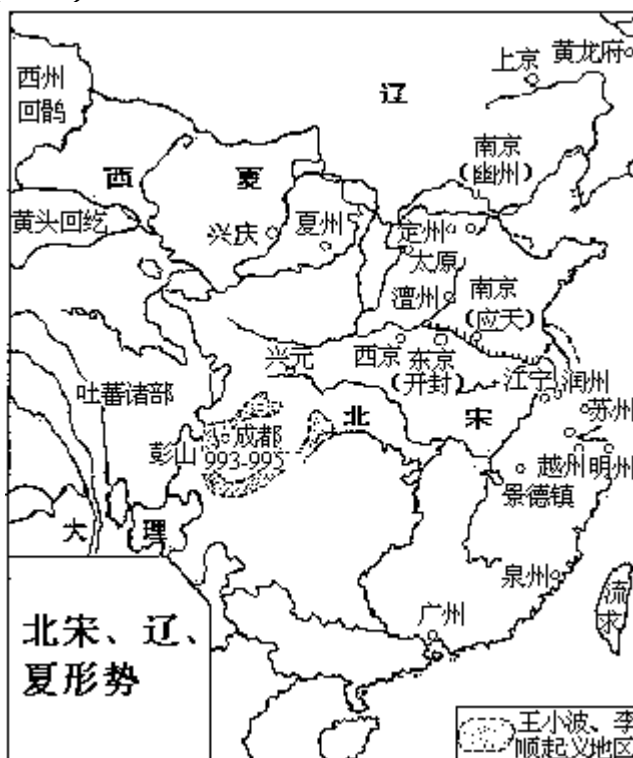 西州
回鹘
辽
上京
黄龙府
南京
(幽州)
西 夏
黄头回纥
兴庆
夏州
定州
太原
澶州
南京
(应天)
兴元
西京
东京
(开封)
江宁
润州
苏州
吐蕃诸部
北 宋
成都
993-995
彭山
越州
明州
景德镇
大 理
泉州
流求
广州
北宋、辽、
夏形势
王小波、李
顺起义地区